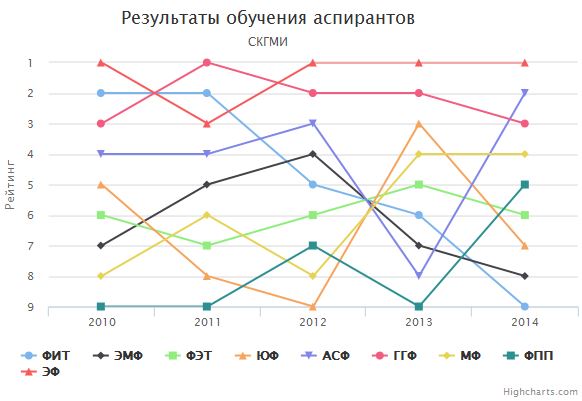 Результаты обучения аспирантов
СКГМИ
Рейтинг
1
2
3
4
5
6
7
8
9
2010 2011 2012 2013 2014
ФИТ ЭМФ ФЭТ ЮФ АСФ ГГФ МФ ФПП
ЭФ
Highcharts.com